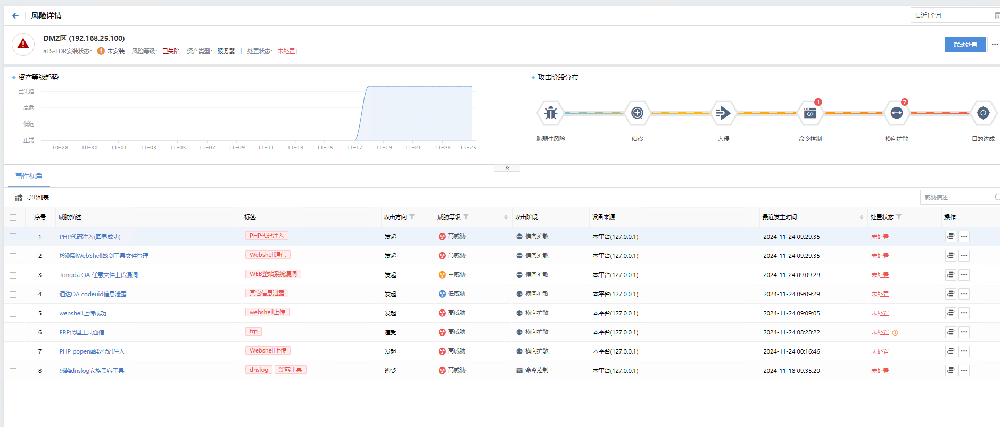 风险详情
最近1个月
DMZ区 (192.168.25.100)
aES-EDR安装状态: 未安装 风险等级: 已失陷 资产类型: 服务器 | 处置状态: 未处置
联动处置
资产等级趋势
已失陷
高危
低危
正常
10-28 10-30 11-01 11-03 11-05 11-07 11-09 11-11 11-13 11-15 11-17 11-19 11-21 11-23 11-25
攻击阶段分布
1 7
脆弱性风险 侦察 入侵 命令控制 横向扩散 目的达成
事件视角
导出列表
威胁描述
序号 威胁描述 标签 攻击方向 威胁等级 攻击阶段 设备来源 最近发生时间 处置状态 操作
1 PHP代码注入(回显成功) PHP代码注入 发起 高威胁 横向扩散 本平台(127.0.0.1) 2024-11-24 09:29:35 未处置
2 检测到WebShell蚁剑工具文件管理 Webshell通信 发起 高威胁 横向扩散 本平台(127.0.0.1) 2024-11-24 09:29:35 未处置
3 Tongda OA 任意文件上传漏洞 WEB整站系统漏洞 发起 中威胁 横向扩散 本平台(127.0.0.1) 2024-11-24 09:09:29 未处置
4 通达OA codeuid信息泄露 其它信息泄露 发起 低威胁 横向扩散 本平台(127.0.0.1) 2024-11-24 09:09:29 未处置
5 webshell上传成功 webshell上传 发起 高威胁 横向扩散 本平台(127.0.0.1) 2024-11-24 09:09:05 未处置
6 FRP代理工具通信 frp 遭受 高威胁 横向扩散 本平台(127.0.0.1) 2024-11-24 08:28:22 未处置
7 PHP popen函数代码注入 Webshell上传 发起 高威胁 横向扩散 本平台(127.0.0.1) 2024-11-24 00:16:46 未处置
8 感染dnslog家族黑客工具 dnslog 黑客工具 遭受 高威胁 命令控制 本平台(127.0.0.1) 2024-11-18 09:35:20 未处置